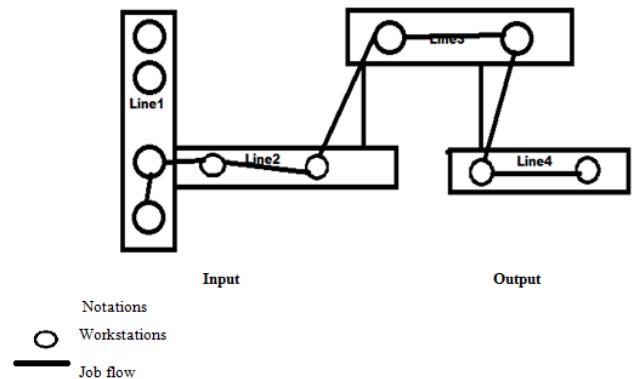 Line3
Line1
Line2
Line4
Input
Output
Notations
Workstations
Job flow